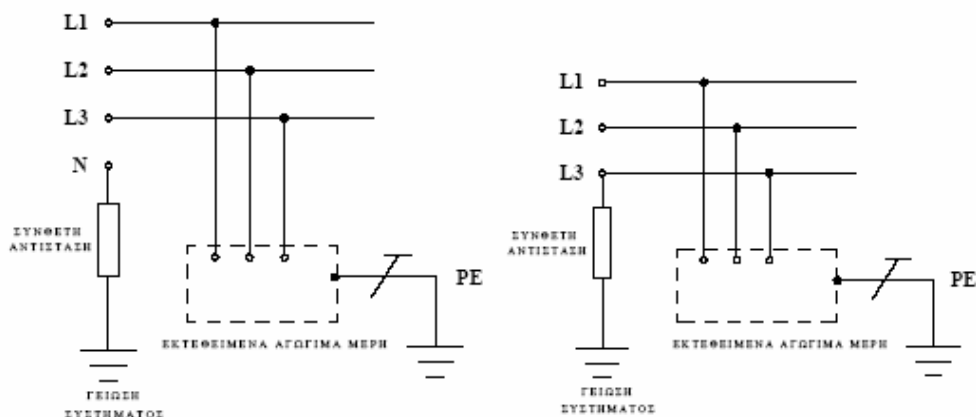 L1
L2
L3
N
ΣΥΝΘΕΤΗ
ΑΝΤΙΣΤΑΣΗ
PE
ΕΚΤΕΘΕΙΜΕΝΑ ΑΓΩΓΙΜΑ ΜΕΡΗ
ΓΕΙΩΣΗ
ΣΥΣΤΗΜΑΤΟΣ
L1
L2
L3
ΣΥΝΘΕΤΗ
ΑΝΤΙΣΤΑΣΗ
PE
ΕΚΤΕΘΕΙΜΕΝΑ ΑΓΩΓΙΜΑ ΜΕΡΗ
ΓΕΙΩΣΗ
ΣΥΣΤΗΜΑΤΟΣ